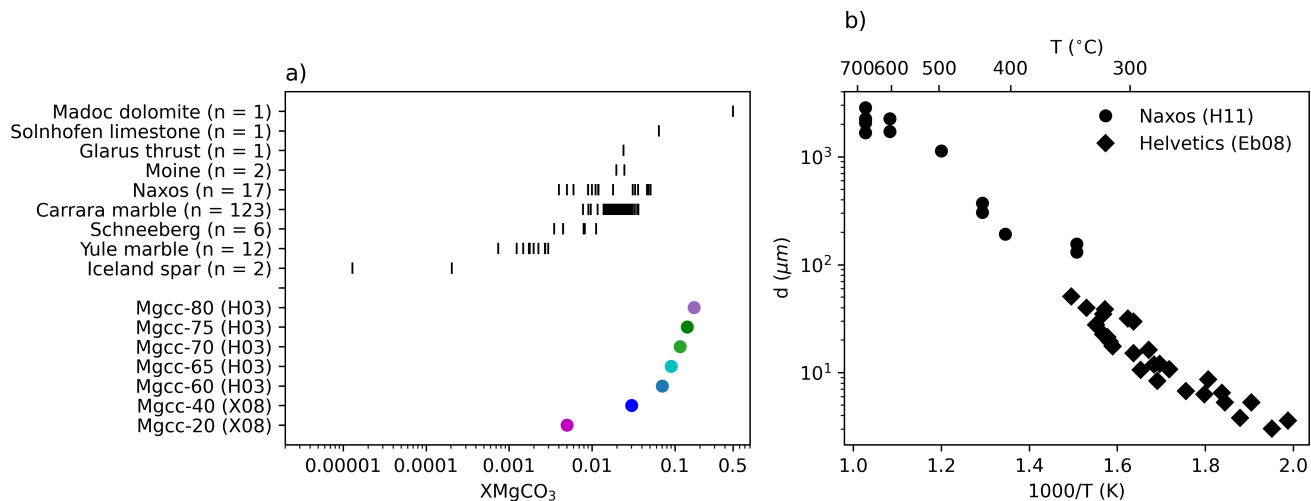 a)
Madoc dolomite (n = 1)
Solnhofen limestone (n = 1)
Glarus thrust (n = 1)
Moine (n = 2)
Naxos (n = 17)
Carrara marble (n = 123)
Schneeberg (n = 6)
Yule marble (n = 12)
Iceland spar (n = 2)
Mgcc-80 (H03)
Mgcc-75 (H03)
Mgcc-70 (H03)
Mgcc-65 (H03)
Mgcc-60 (H03)
Mgcc-40 (X08)
Mgcc-20 (X08)
0.00001 0.0001 0.001 0.01 0.1 0.5
XMgCO₃
b)
T (°C)
700 600 500 400 300
Naxos (H11)
Helvetics (Eb08)
10³
10²
10¹
d (μm)
1.0 1.2 1.4 1.6 1.8 2.0
1000/T (K)